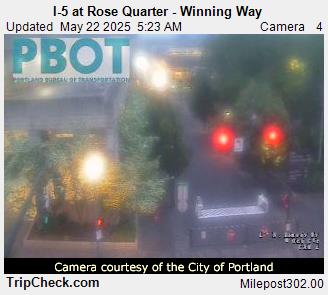 I-5 at Rose Quarter - Winning Way
Updated May 22 2025 5:23 AM Camera 4
PBOT
PORTLAND BUREAU OF TRANSPORTATION
Camera courtesy of the City of Portland
TripCheck.com Milepost302.00